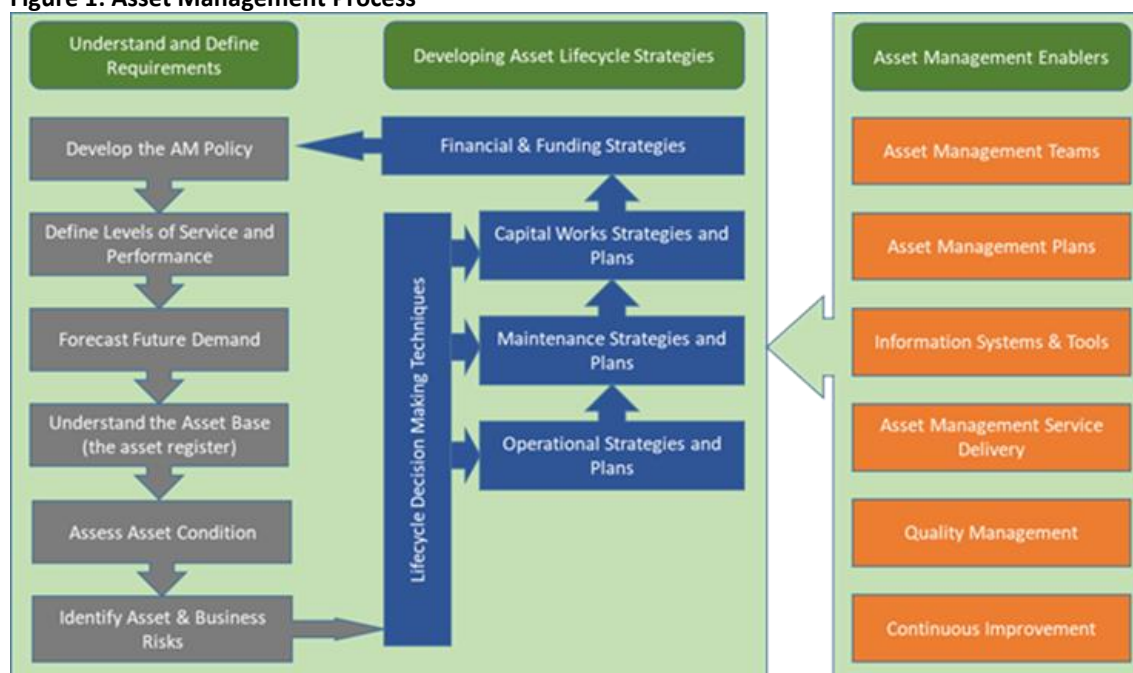 Figure 1: Asset Management Process
Understand and Define
Requirements
Develop the AM Policy
Define Levels of Service and
Performance
Forecast Future Demand
Understand the Asset Base
(the asset register)
Assess Asset Condition
Identify Asset & Business
Risks
Developing Asset Lifecycle Strategies
Financial & Funding Strategies
Lifecycle Decision Making Techniques
Capital Works Strategies and
Plans
Maintenance Strategies and
Plans
Operational Strategies and
Plans
Asset Management Enablers
Asset Management Teams
Asset Management Plans
Information Systems & Tools
Asset Management Service
Delivery
Quality Management
Continuous Improvement